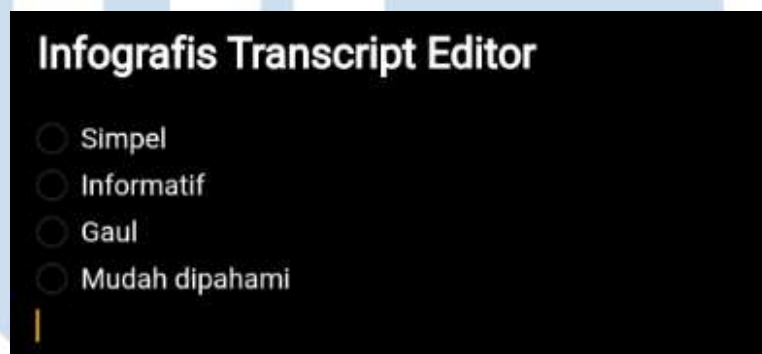 Infografis Transcript Editor
Simpel
Informatif
Gaul
Mudah dipahami